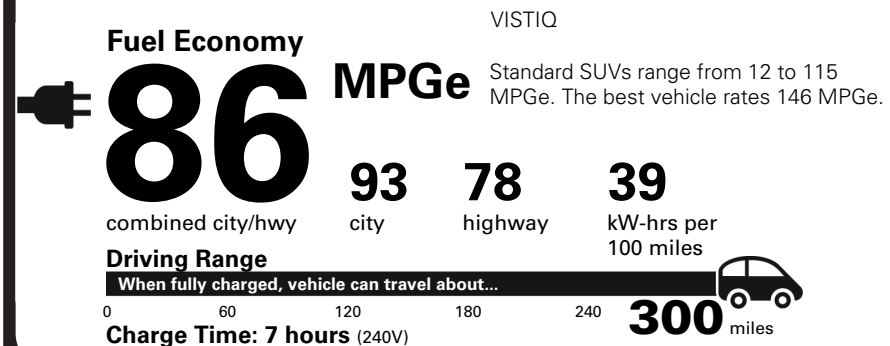 VISTIQ
Fuel Economy
86 MPGe
Standard SUVs range from 12 to 115
MPGe. The best vehicle rates 146 MPGe.
93 78 39
combined city/hwy city highway kW-hrs per
100 miles
Driving Range
When fully charged, vehicle can travel about...
0 60 120 180 240 300 miles
Charge Time: 7 hours (240V)